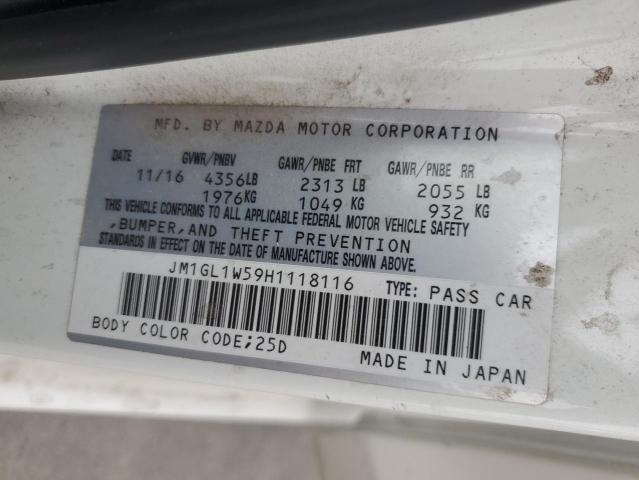 MFD. BY MAZDA MOTOR CORPORATION
DATE GVWR/PNBV GAWR/PNBE FRT GAWR/PNBE RR
11/16 4356LB 2313 LB 2055 LB
1976KG 1049 KG 932 KG
THIS VEHICLE CONFORMS TO ALL APPLICABLE FEDERAL MOTOR VEHICLE SAFETY
,BUMPER,AND THEFT PREVENTION
STANDARDS IN EFFECT ON THE DATE OF MANUFACTURE SHOWN ABOVE.
JM1GL1W59H1118116 TYPE: PASS CAR
BODY COLOR CODE;25D MADE IN JAPAN